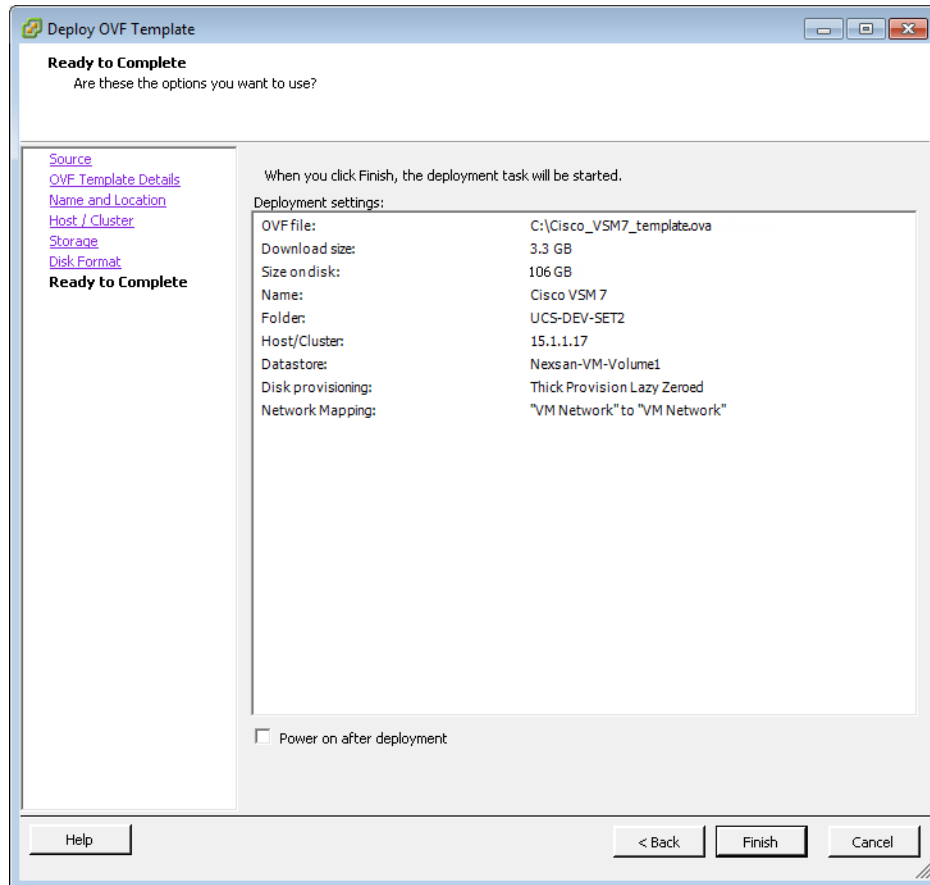 Deploy OVF Template
Ready to Complete
Are these the options you want to use?
Source
OVF Template Details
Name and Location
Host / Cluster
Storage
Disk Format
Ready to Complete
When you click Finish, the deployment task will be started.
Deployment settings:
OVF file: C:\Cisco_VSM7_template.ova
Download size: 3.3 GB
Size on disk: 106 GB
Name: Cisco VSM 7
Folder: UCS-DEV-SET2
Host/Cluster: 15.1.1.17
Datastore: Nexsan-VM-Volume1
Disk provisioning: Thick Provision Lazy Zeroed
Network Mapping: "VM Network" to "VM Network"
Power on after deployment
Help < Back Finish Cancel